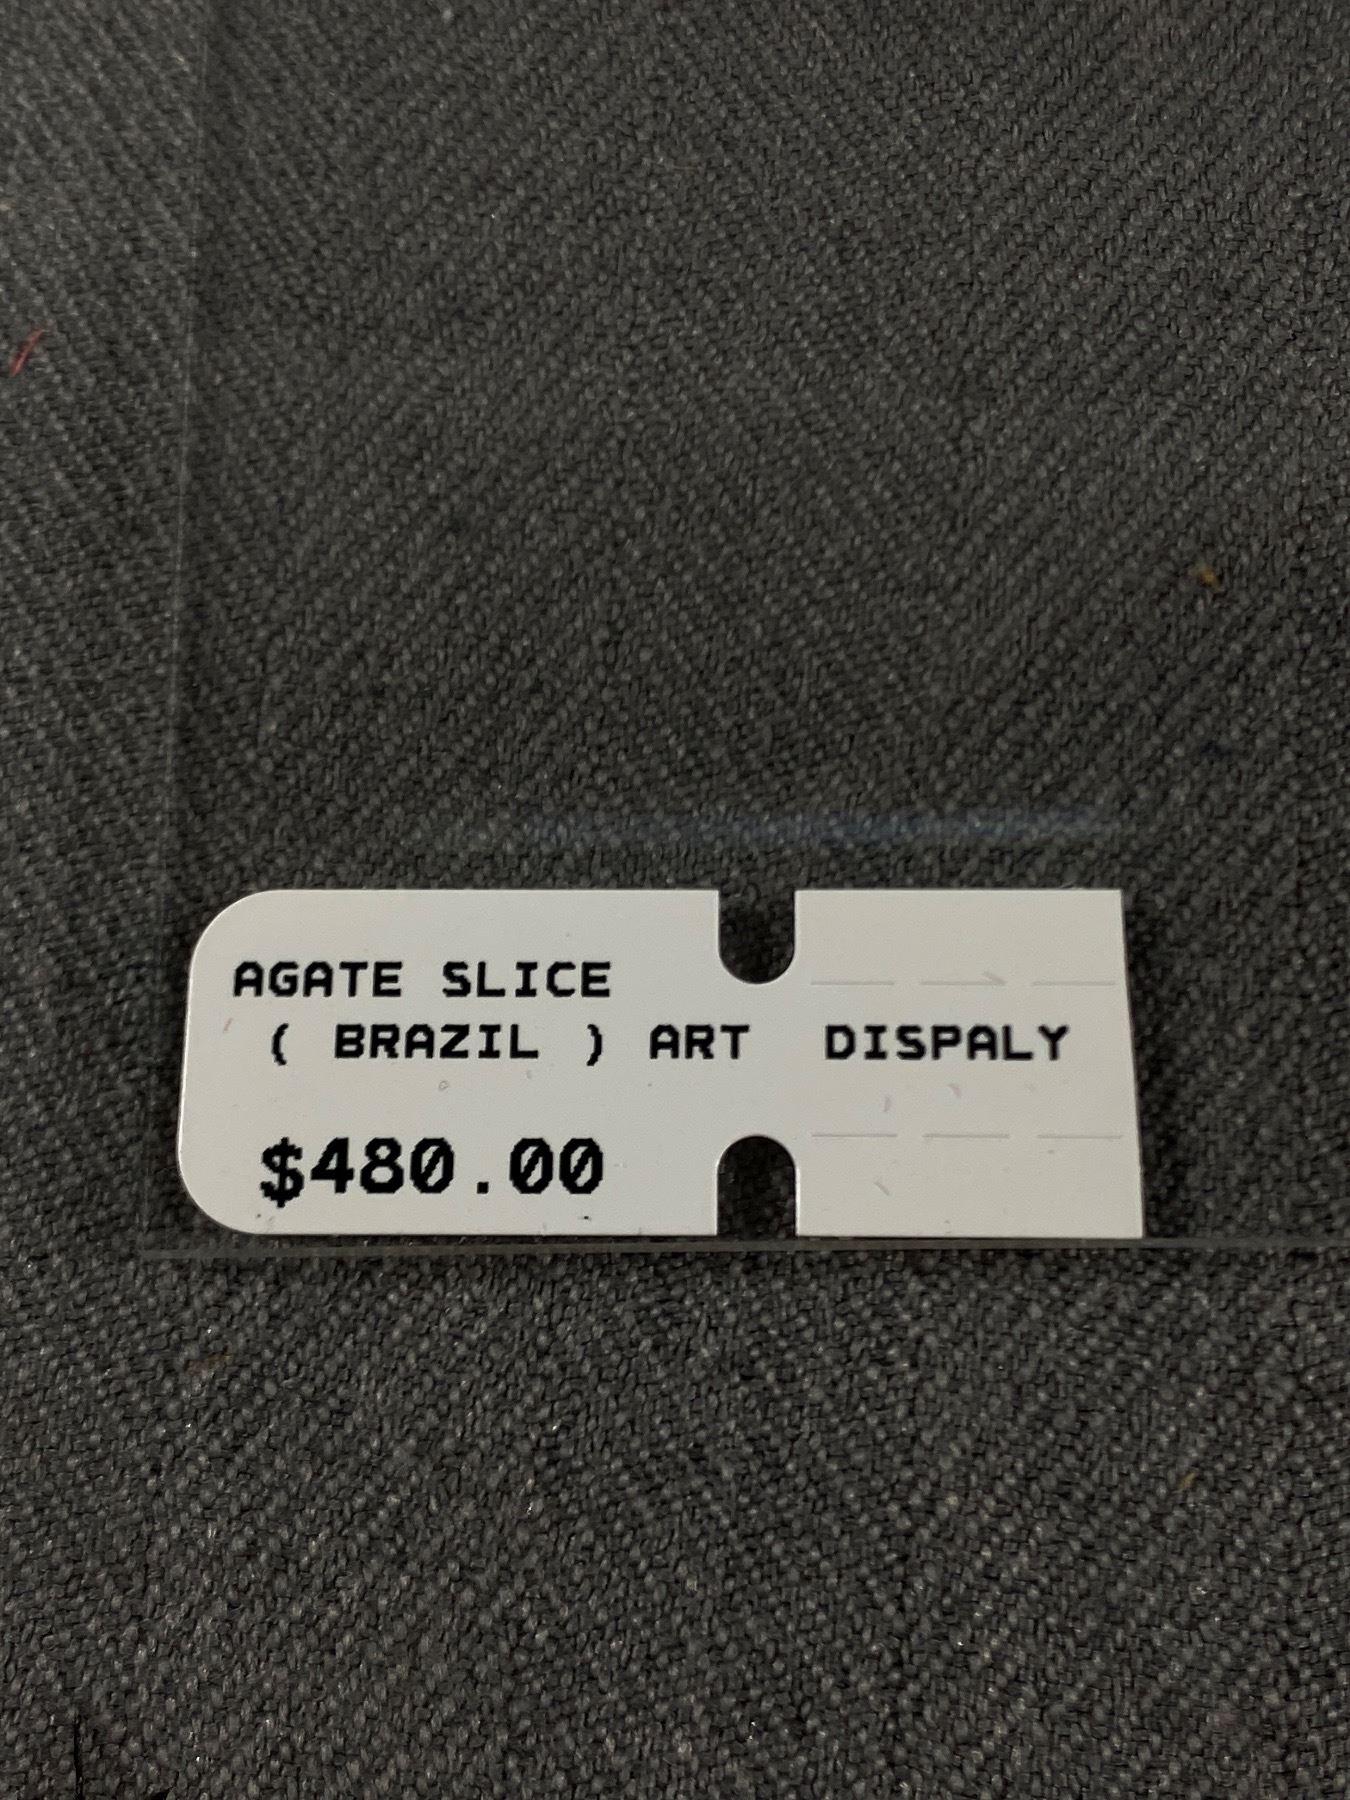 AGATE SLICE
( BRAZIL ) ART DISPALY
$480.00